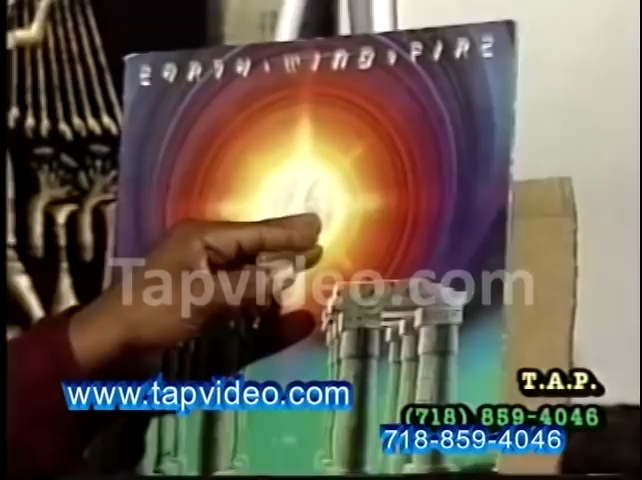 EARTH, WIND & FIRE
Tapvideo.com
www.tapvideo.com
T.A.P.
(718) 859-4046
718-859-4046